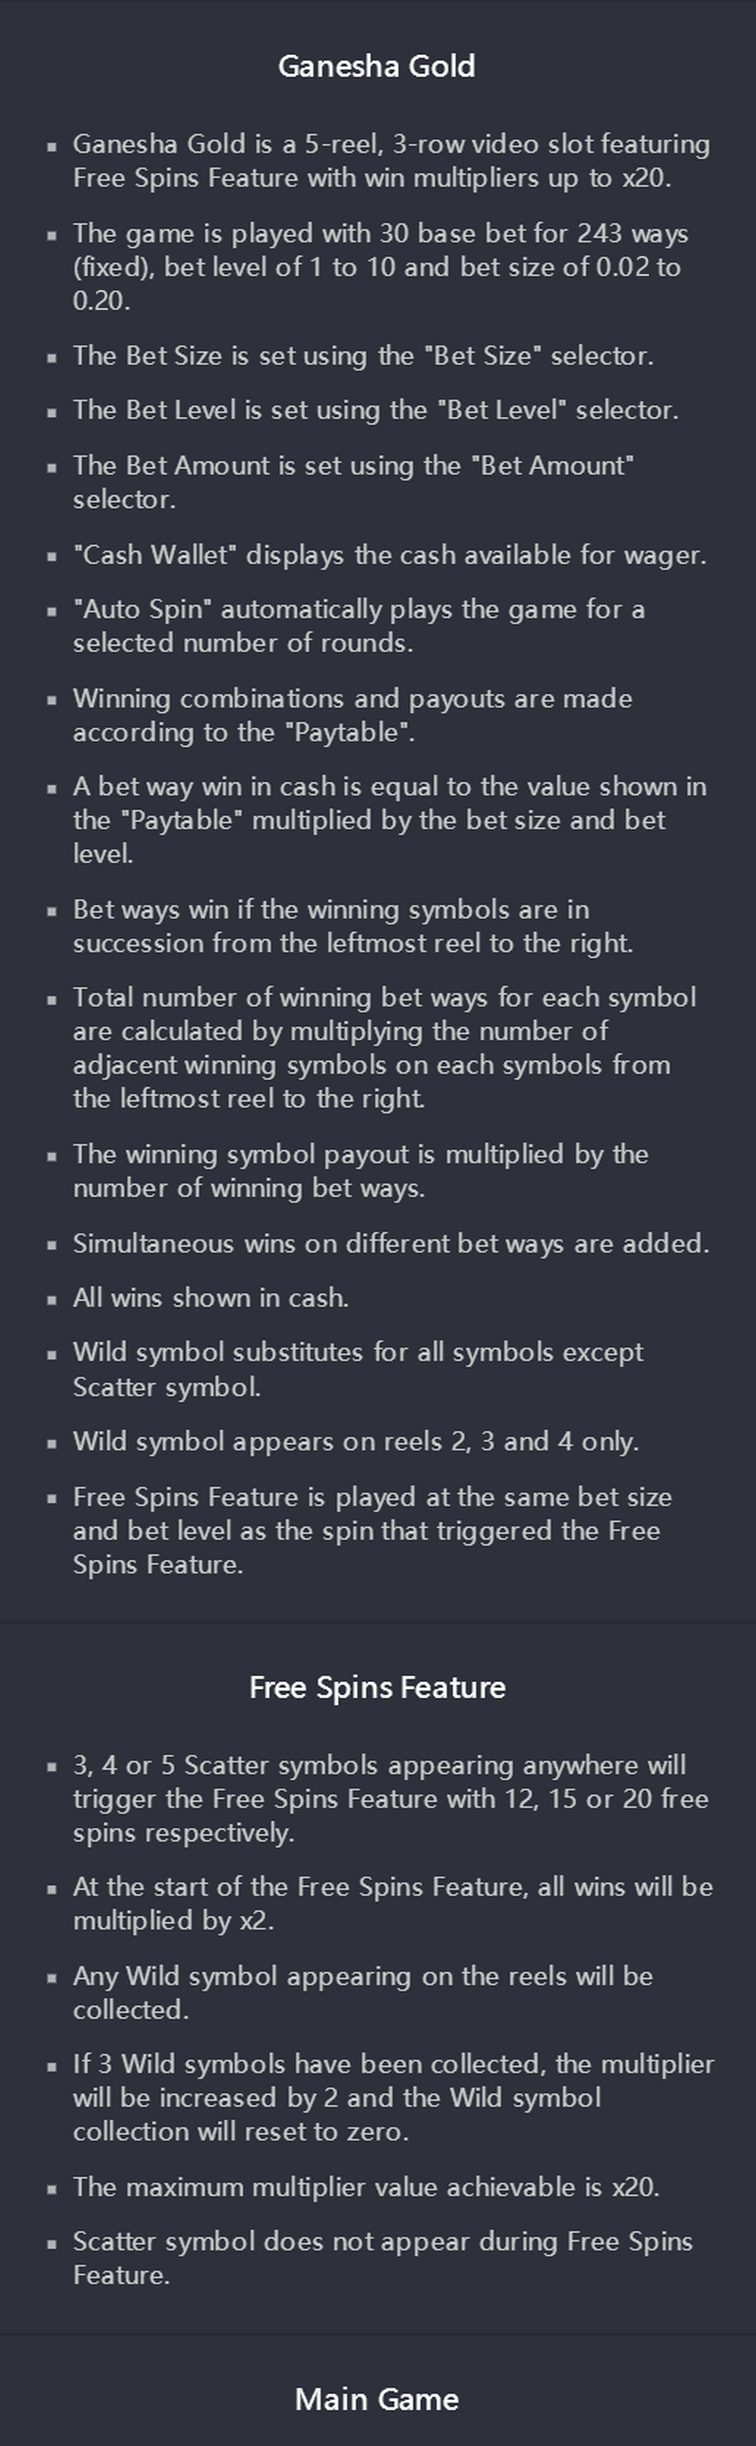 Ganesha Gold
▪ Ganesha Gold is a 5-reel, 3-row video slot featuring
Free Spins Feature with win multipliers up to x20.
▪ The game is played with 30 base bet for 243 ways
(fixed), bet level of 1 to 10 and bet size of 0.02 to
0.20.
▪ The Bet Size is set using the "Bet Size" selector.
▪ The Bet Level is set using the "Bet Level" selector.
▪ The Bet Amount is set using the "Bet Amount"
selector.
▪ "Cash Wallet" displays the cash available for wager.
▪ "Auto Spin" automatically plays the game for a
selected number of rounds.
▪ Winning combinations and payouts are made
according to the "Paytable".
▪ A bet way win in cash is equal to the value shown in
the "Paytable" multiplied by the bet size and bet
level.
▪ Bet ways win if the winning symbols are in
succession from the leftmost reel to the right.
▪ Total number of winning bet ways for each symbol
are calculated by multiplying the number of
adjacent winning symbols on each symbols from
the leftmost reel to the right.
▪ The winning symbol payout is multiplied by the
number of winning bet ways.
▪ Simultaneous wins on different bet ways are added.
▪ All wins shown in cash.
▪ Wild symbol substitutes for all symbols except
Scatter symbol.
▪ Wild symbol appears on reels 2, 3 and 4 only.
▪ Free Spins Feature is played at the same bet size
and bet level as the spin that triggered the Free
Spins Feature.
Free Spins Feature
▪ 3, 4 or 5 Scatter symbols appearing anywhere will
trigger the Free Spins Feature with 12, 15 or 20 free
spins respectively.
▪ At the start of the Free Spins Feature, all wins will be
multiplied by x2.
▪ Any Wild symbol appearing on the reels will be
collected.
▪ If 3 Wild symbols have been collected, the multiplier
will be increased by 2 and the Wild symbol
collection will reset to zero.
▪ The maximum multiplier value achievable is x20.
▪ Scatter symbol does not appear during Free Spins
Feature.
Main Game